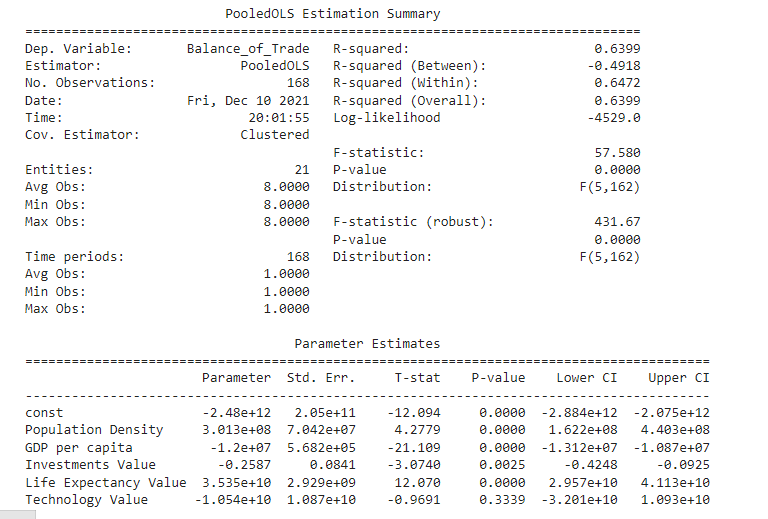 PooledOLS Estimation Summary
================================================================================
Dep. Variable: Balance_of_Trade R-squared: 0.6399
Estimator: PooledOLS R-squared (Between): -0.4918
No. Observations: 168 R-squared (Within): 0.6472
Date: Fri, Dec 10 2021 R-squared (Overall): 0.6399
Time: 20:01:55 Log-likelihood -4529.0
Cov. Estimator: Clustered
F-statistic: 57.580
Entities: 21 P-value 0.0000
Avg Obs: 8.0000 Distribution: F(5,162)
Min Obs: 8.0000
Max Obs: 8.0000 F-statistic (robust): 431.67
P-value 0.0000
Time periods: 168 Distribution: F(5,162)
Avg Obs: 1.0000
Min Obs: 1.0000
Max Obs: 1.0000
Parameter Estimates
=========================================================================================
Parameter Std. Err. T-stat P-value Lower CI Upper CI
-----------------------------------------------------------------------------------------
const -2.48e+12 2.05e+11 -12.094 0.0000 -2.884e+12 -2.075e+12
Population Density 3.013e+08 7.042e+07 4.2779 0.0000 1.622e+08 4.403e+08
GDP per capita -1.2e+07 5.682e+05 -21.109 0.0000 -1.312e+07 -1.087e+07
Investments Value -0.2587 0.0841 -3.0740 0.0025 -0.4248 -0.0925
Life Expectancy Value 3.535e+10 2.929e+09 12.070 0.0000 2.957e+10 4.113e+10
Technology Value -1.054e+10 1.087e+10 -0.9691 0.3339 -3.201e+10 1.093e+10